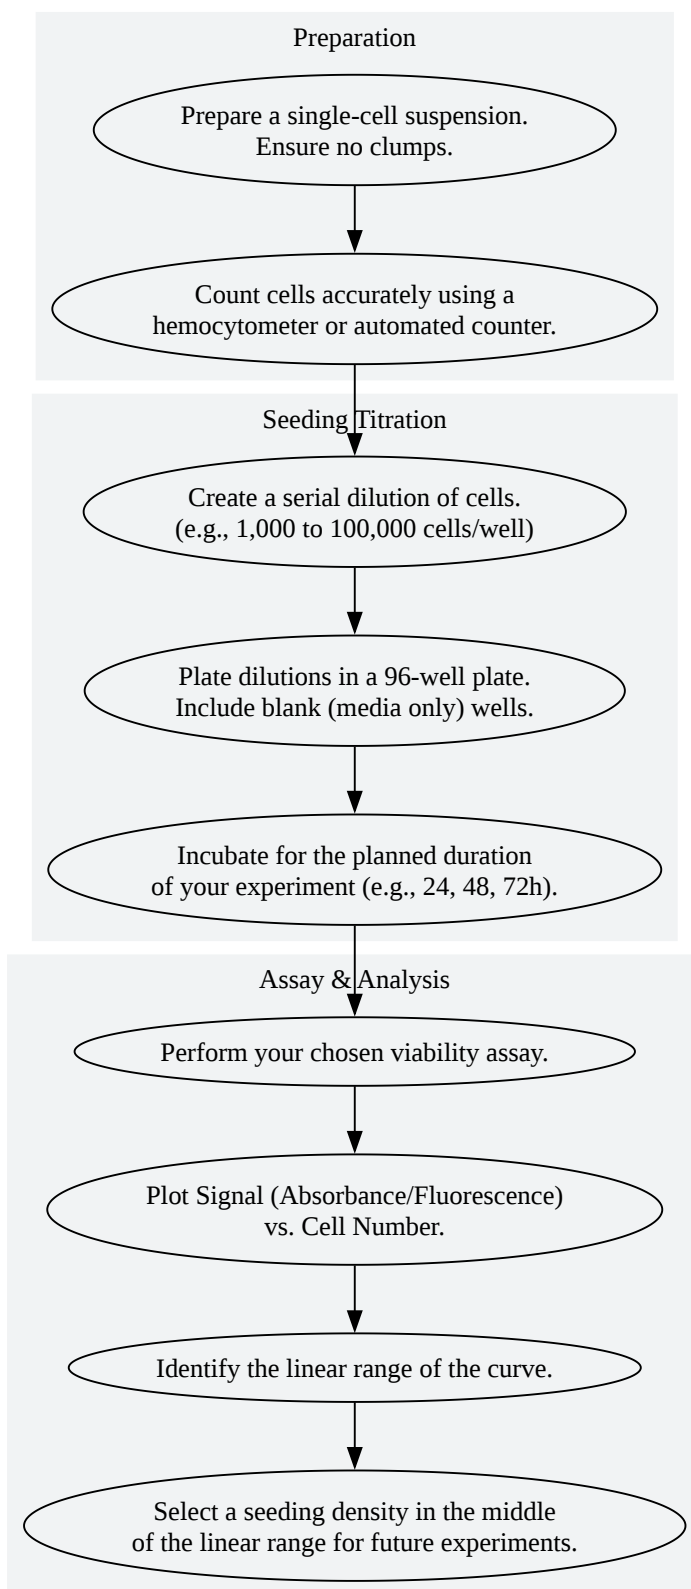 Preparation
Prepare a single-cell suspension.
Ensure no clumps.
Count cells accurately using a
hemocytometer or automated counter.
Seeding Titration
Create a serial dilution of cells.
(e.g., 1,000 to 100,000 cells/well)
Plate dilutions in a 96-well plate.
Include blank (media only) wells.
Incubate for the planned duration
of your experiment (e.g., 24, 48, 72h).
Assay & Analysis
Perform your chosen viability assay.
Plot Signal (Absorbance/Fluorescence)
vs. Cell Number.
Identify the linear range of the curve.
Select a seeding density in the middle
of the linear range for future experiments.